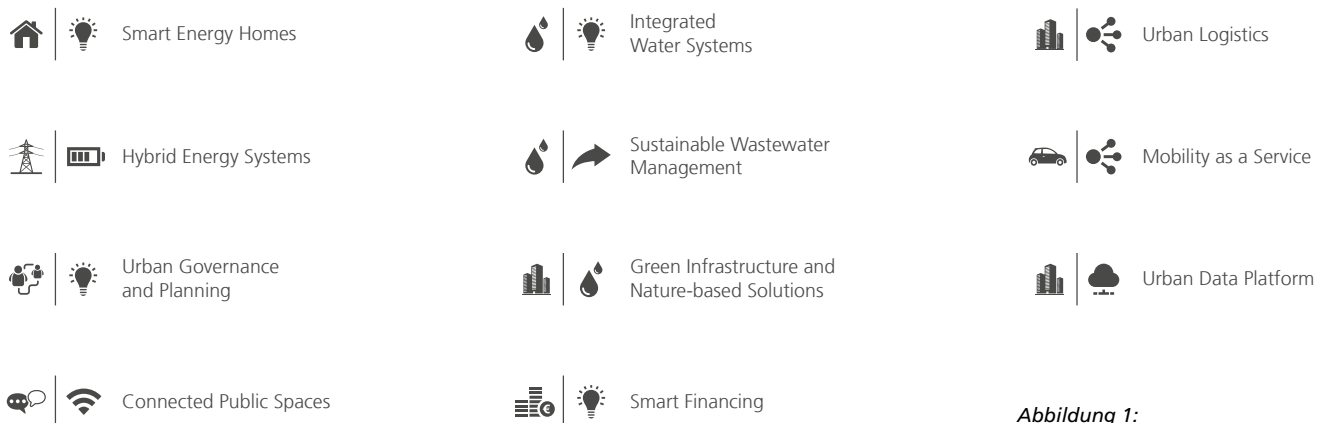 Smart Energy Homes
Hybrid Energy Systems
Urban Governance
and Planning
Connected Public Spaces
Integrated
Water Systems
Sustainable Wastewater
Management
Green Infrastructure and
Nature-based Solutions
Smart Financing
Urban Logistics
Mobility as a Service
Urban Data Platform
Abbildung 1: